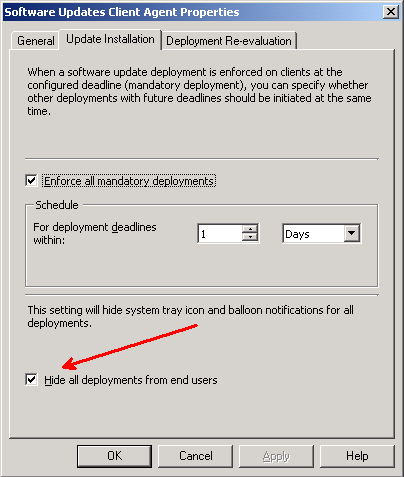 Software Updates Client Agent Properties
General Update Installation Deployment Re-evaluation
When a software update deployment is enforced on clients at the
configured deadline (mandatory deployment), you can specify whether
other deployments with future deadlines should be initiated at the same
time.
Enforce all mandatory deployments
Schedule
For deployment deadlines
within:
1 Days
This setting will hide system tray icon and balloon notifications for all
deployments.
Hide all deployments from end users
OK Cancel Apply Help